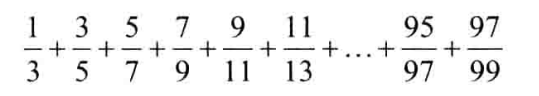 1/3 + 3/5 + 5/7 + 7/9 + 9/11 + 11/13 + ... + 95/97 + 97/99